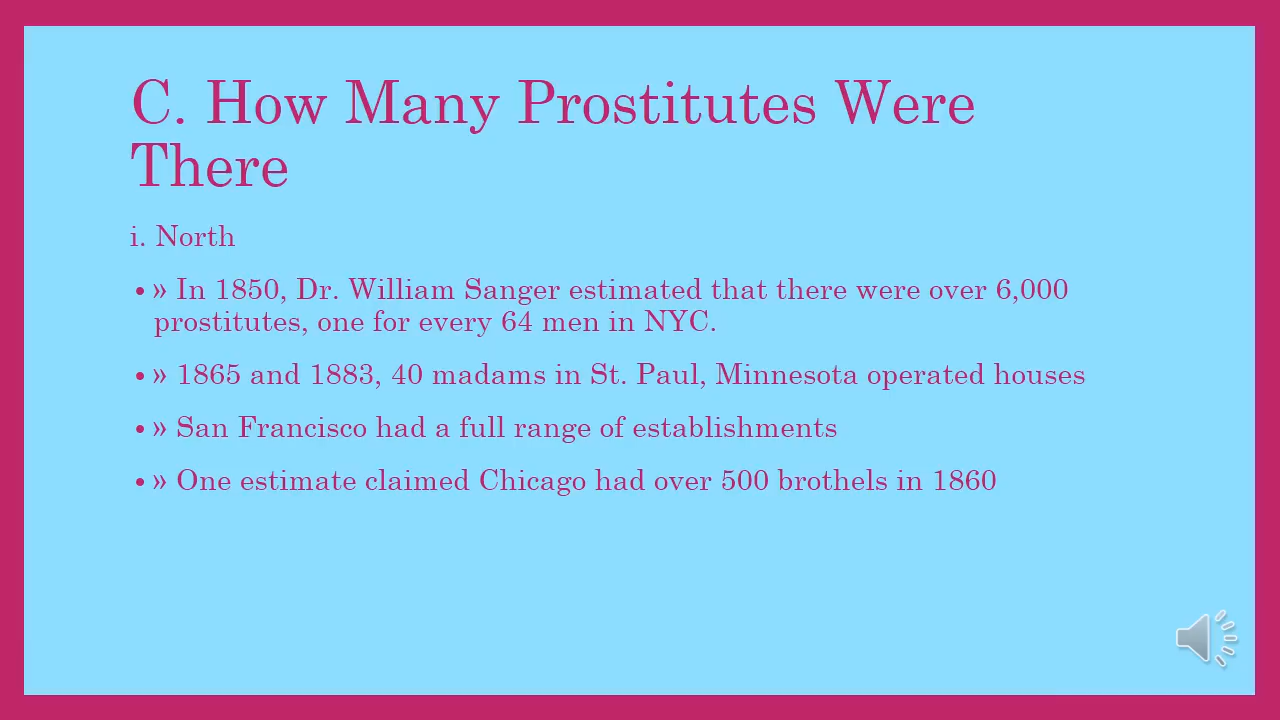 C. How Many Prostitutes Were
There
i. North
• » In 1850, Dr. William Sanger estimated that there were over 6,000
prostitutes, one for every 64 men in NYC.
• » 1865 and 1883, 40 madams in St. Paul, Minnesota operated houses
• » San Francisco had a full range of establishments
• » One estimate claimed Chicago had over 500 brothels in 1860